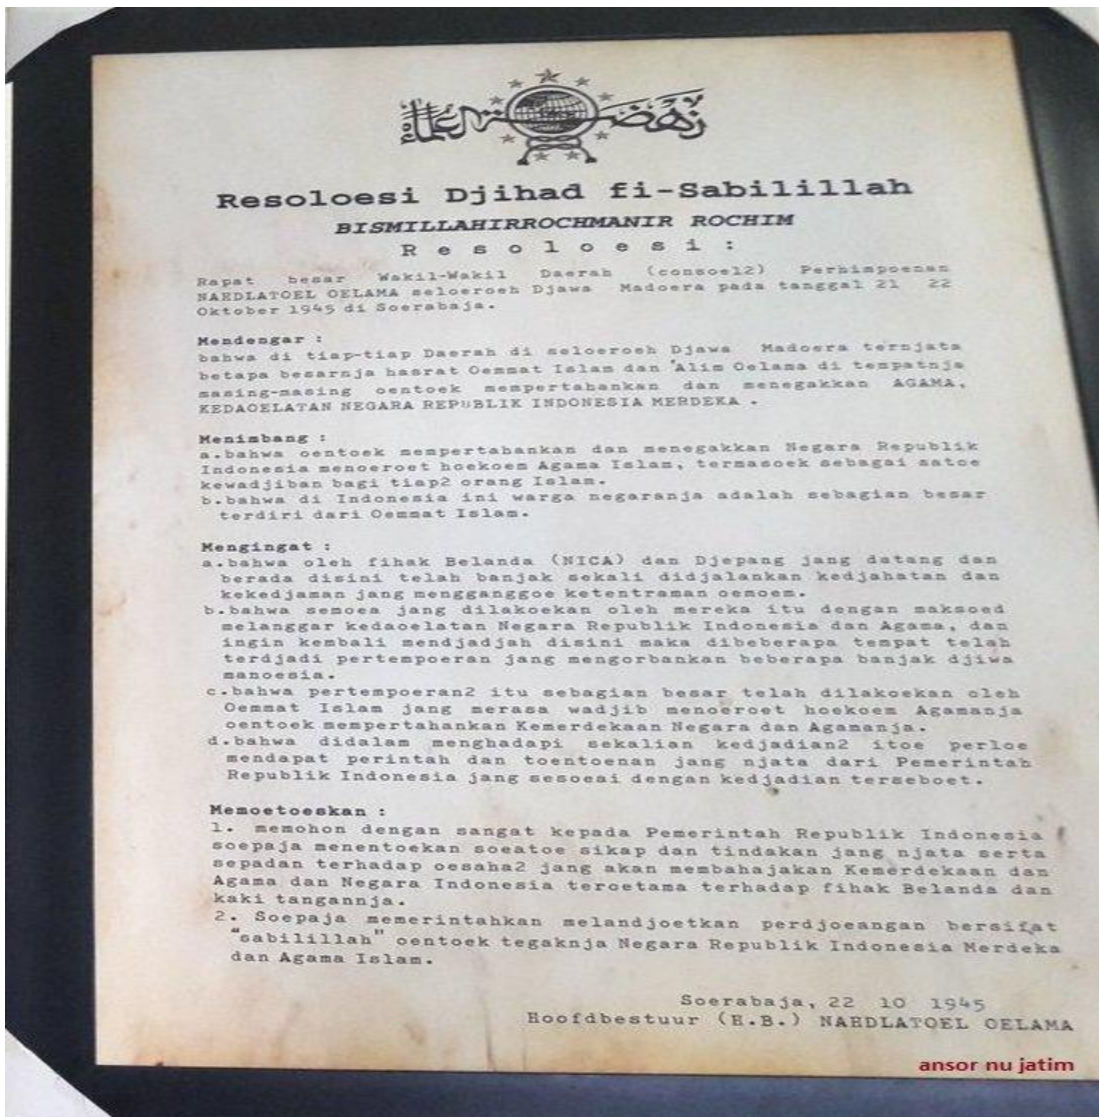 نهضة العلماء
Resoloesi Djihad fi-Sabilillah
BISMILLAHIRROCHMANIR ROCHIM
R e s o l o e s i :
Rapat besar Wakil-Wakil Daerah (consoel2) Perhimpoenan
NAHDLATOEL OELAMA seloeroeh Djawa Madoera pada tanggal 21 22
Oktober 1945 di Soerabaja.
Mendengar :
bahwa di tiap-tiap Daerah di seloeroeh Djawa Madoera ternjata
betapa besarnja hasrat Oemmat Islam dan 'Alim Oelama di tempatnja
masing-masing oentoek mempertahankan dan menegakkan AGAMA,
KEDAOELATAN NEGARA REPUBLIK INDONESIA MERDEKA .
Menimbang :
a.bahwa oentoek mempertahankan dan menegakkan Negara Republik
Indonesia menoeroet hoekoem Agama Islam, termasoek sebagai satoe
kewadjiban bagi tiap2 orang Islam.
b.bahwa di Indonesia ini warga negaranja adalah sebagian besar
terdiri dari Oemmat Islam.
Mengingat :
a.bahwa oleh fihak Belanda (NICA) dan Djepang jang datang dan
berada disini telah banjak sekali didjalankan kedjahatan dan
kekedjaman jang mengganggoe ketentraman oemoem.
b.bahwa semoea jang dilakoekan oleh mereka itu dengan maksoed
melanggar kedaoelatan Negara Republik Indonesia dan Agama, dan
ingin kembali mendjadjah disini maka dibeberapa tempat telah
terdjadi pertempoeran jang mengorbankan beberapa banjak djiwa
manoesia.
c.bahwa pertempoeran2 itu sebagian besar telah dilakoekan oleh
Oemmat Islam jang merasa wadjib menoeroet hoekoem Agamanja
oentoek mempertahankan Kemerdekaan Negara dan Agamanja.
d.bahwa didalam menghadapi sekalian kedjadian2 itoe perloe
mendapat perintah dan toentoenan jang njata dari Pemerintah
Republik Indonesia jang sesoeai dengan kedjadian terseboet.
Memoetoeskan :
1. memohon dengan sangat kepada Pemerintah Republik Indonesia
soepaja menentoekan soeatoe sikap dan tindakan jang njata serta
sepadan terhadap oesaha2 jang akan membahajakan Kemerdekaan dan
Agama dan Negara Indonesia teroetama terhadap fihak Belanda dan
kaki tangannja.
2. Soepaja memerintahkan melandjoetkan perdjoeangan bersifat
"sabilillah" oentoek tegaknja Negara Republik Indonesia Merdeka
dan Agama Islam.
Soerabaja, 22 10 1945
Hoofdbestuur (H.B.) NAHDLATOEL OELAMA
ansor nu jatim